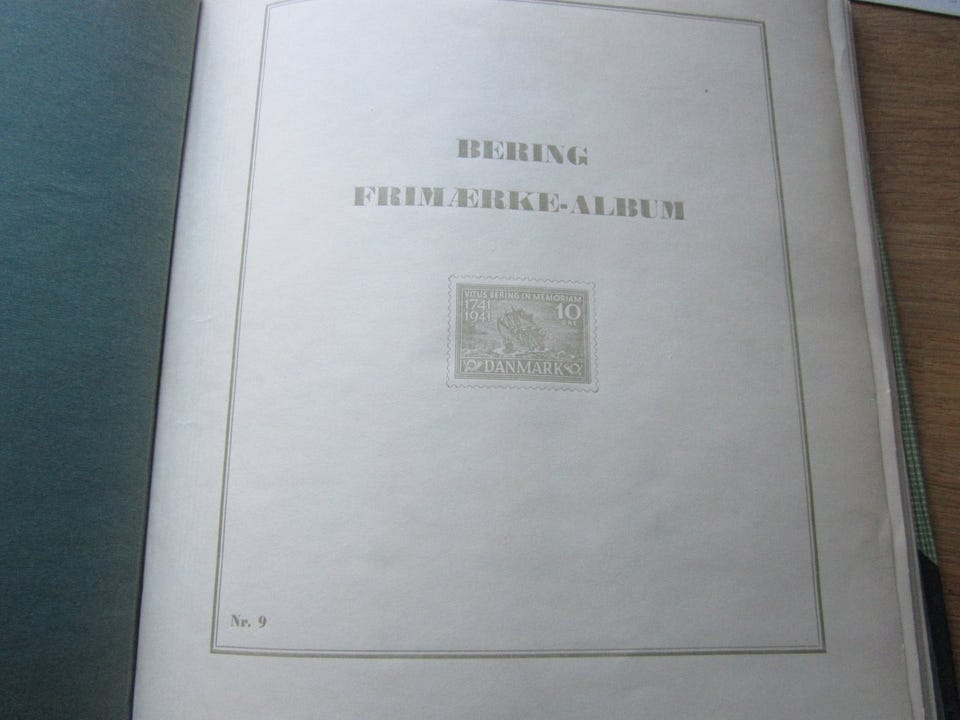 BERING
FRIMÆRKE-ALBUM
VITUS BERING IN MEMORIAM
1741
1941
10
ØRE
DANMARK
Nr. 9